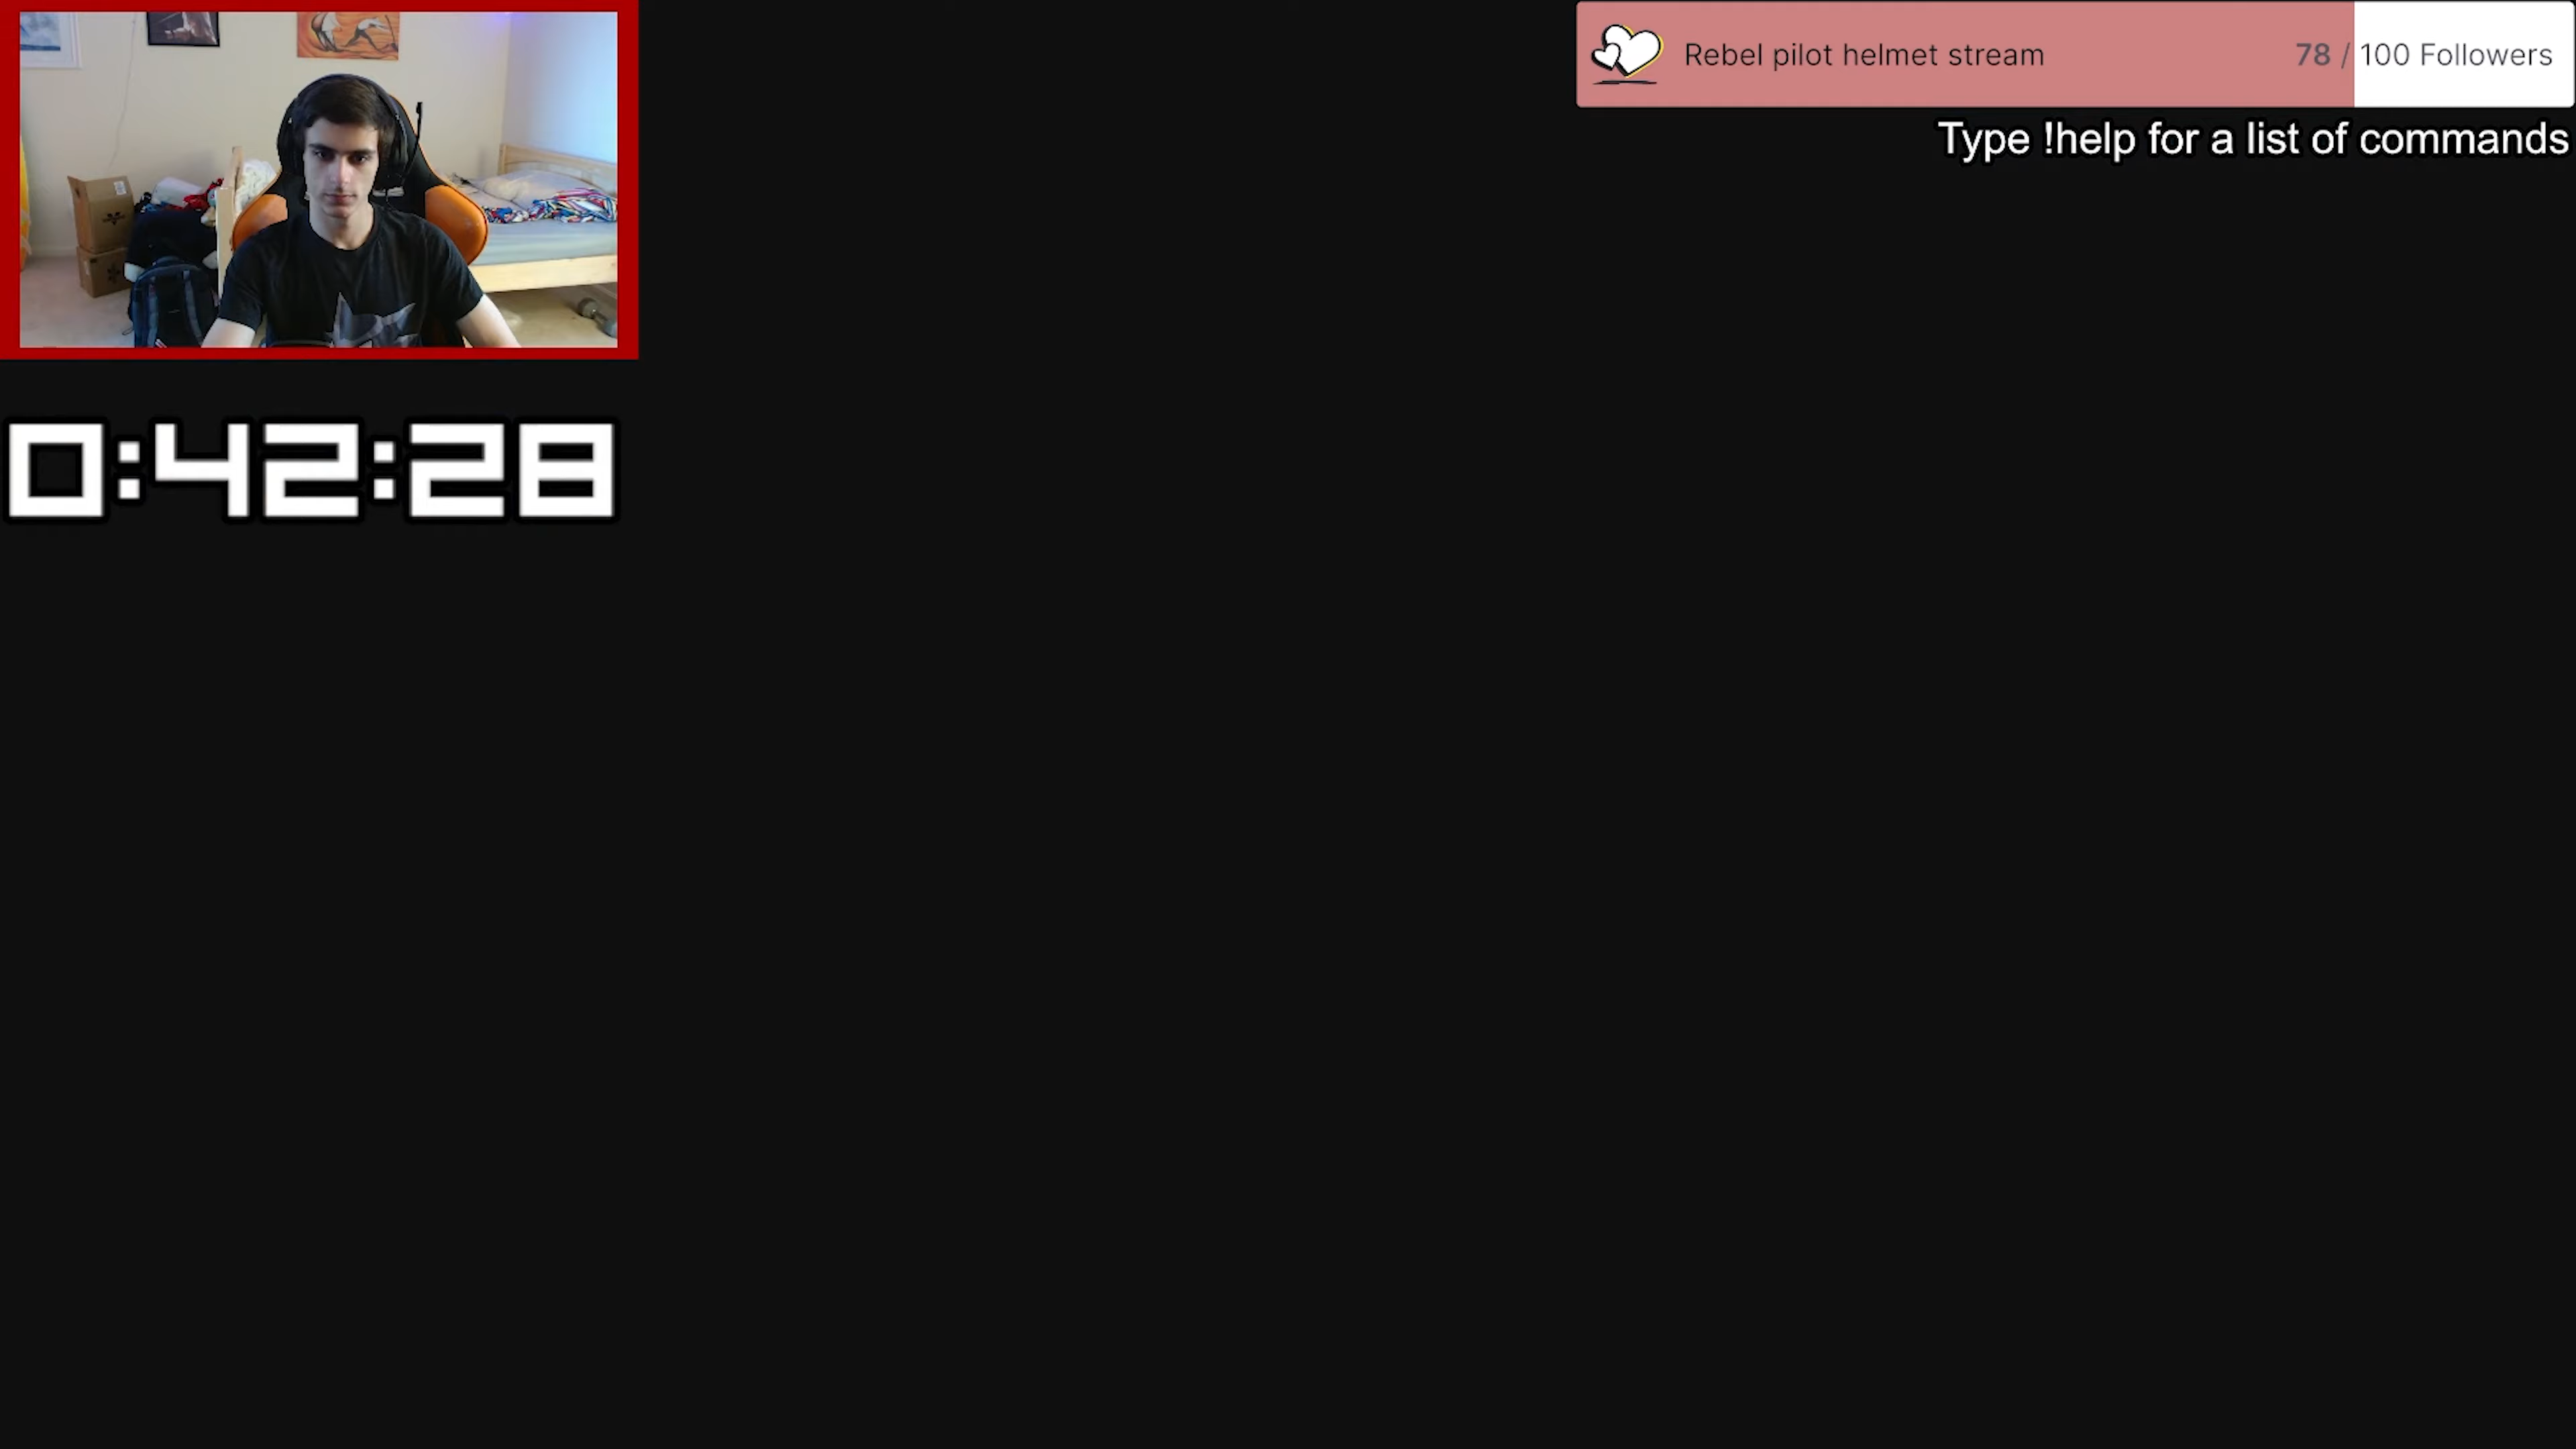 Rebel pilot helmet stream 78 / 100 Followers
Type !help for a list of commands
0:42:28